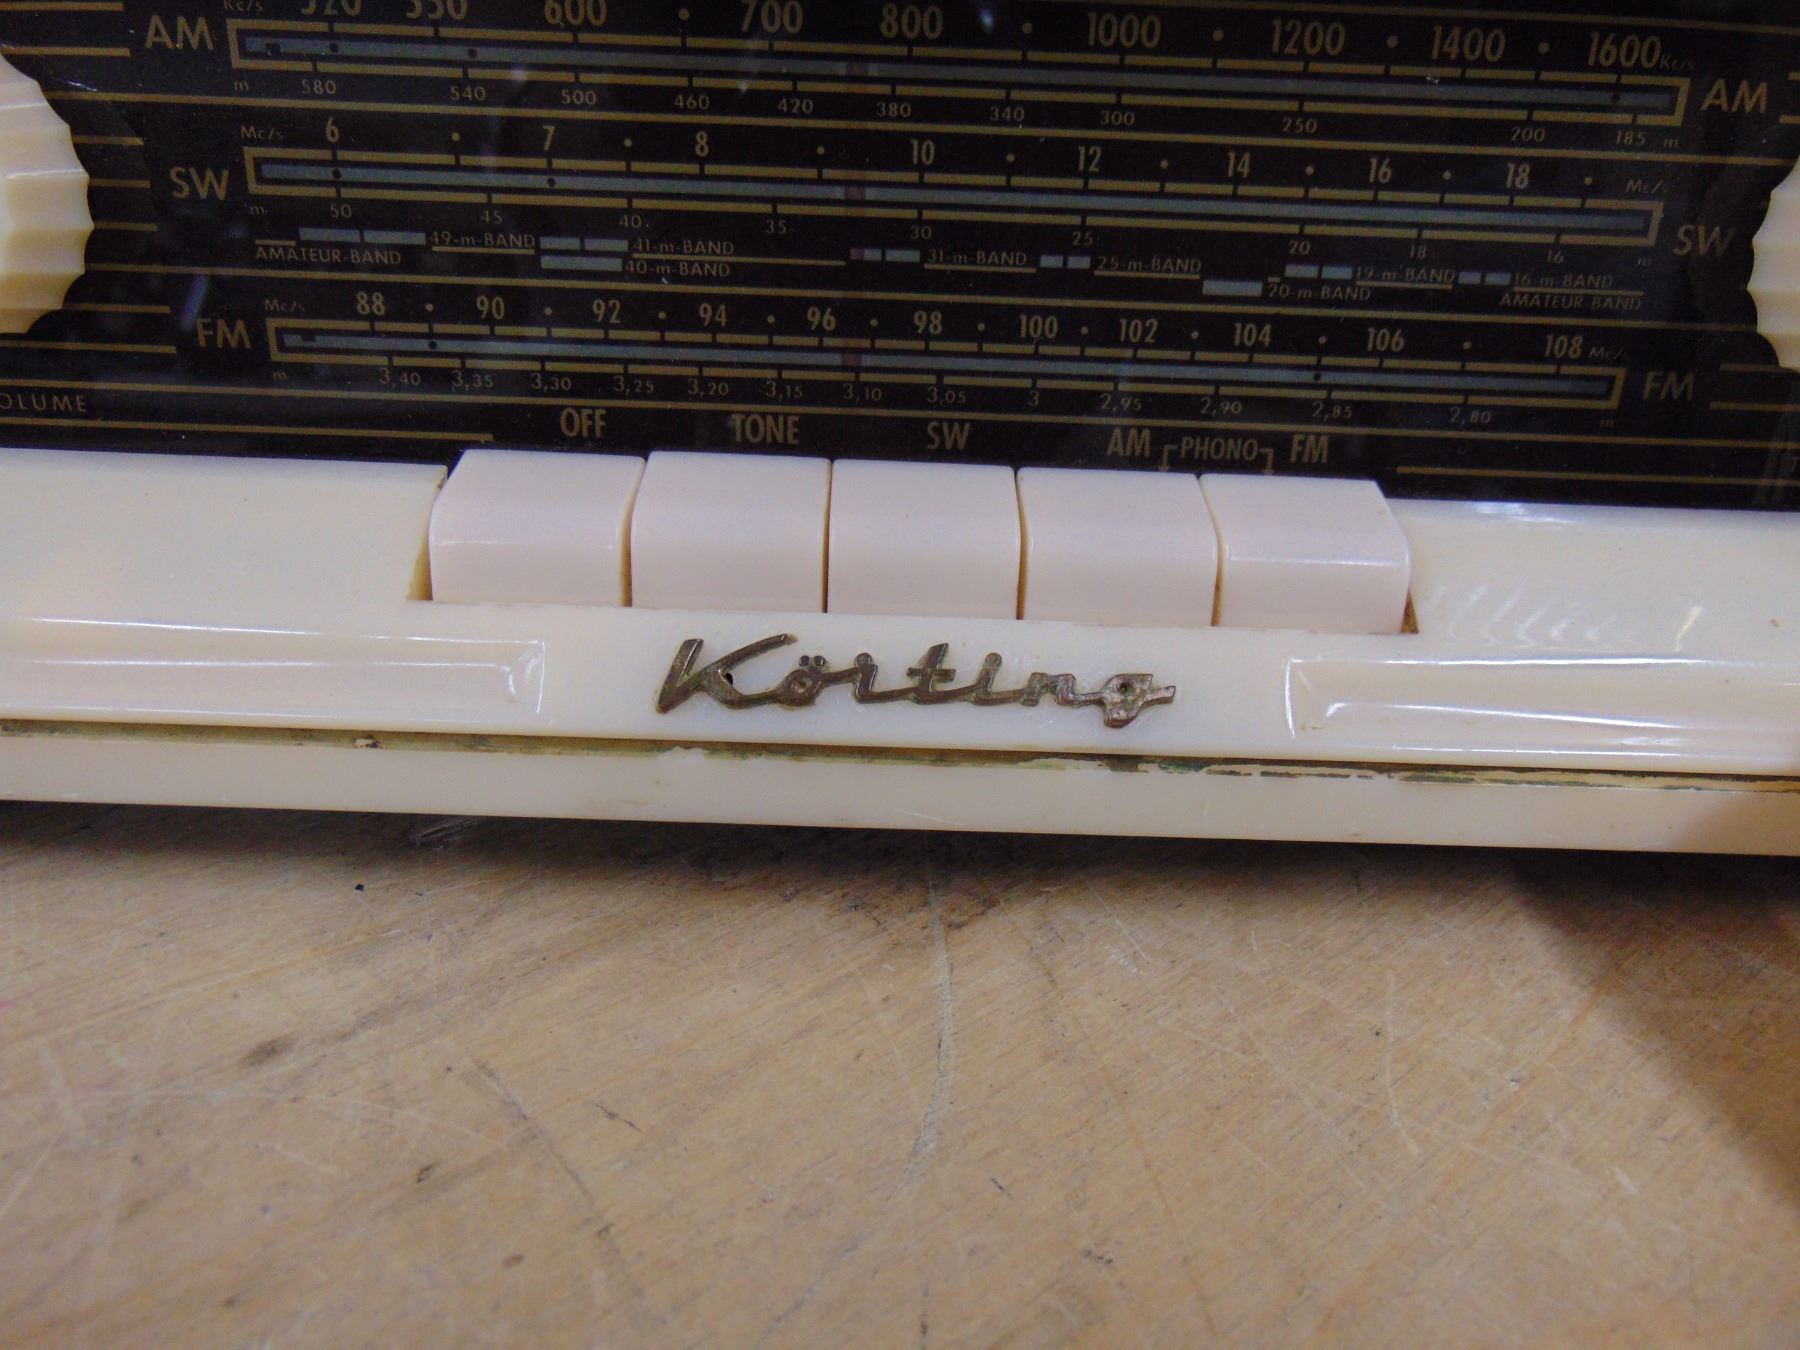 Kc/s 520 550 600 700 800 1000 1200 1400 1600 Kc/s
AM AM
m 580 540 500 460 420 380 340 300 250 200 185 m
Mc/s 6 7 8 10 12 14 16 18 Mc/s
SW SW
m 50 45 40 35 30 25 20 18 16 m
49-m-BAND 41-m-BAND 31-m-BAND 25-m-BAND 19-m-BAND 16-m-BAND
AMATEUR-BAND 40-m-BAND 20-m-BAND AMATEUR BAND
Mc/s 88 90 92 94 96 98 100 102 104 106 108 Mc/s
FM FM
m 3,40 3,35 3,30 3,25 3,20 3,15 3,10 3,05 3 2,95 2,90 2,85 2,80 m
OLUME
OFF TONE SW AM PHONO FM
Körting